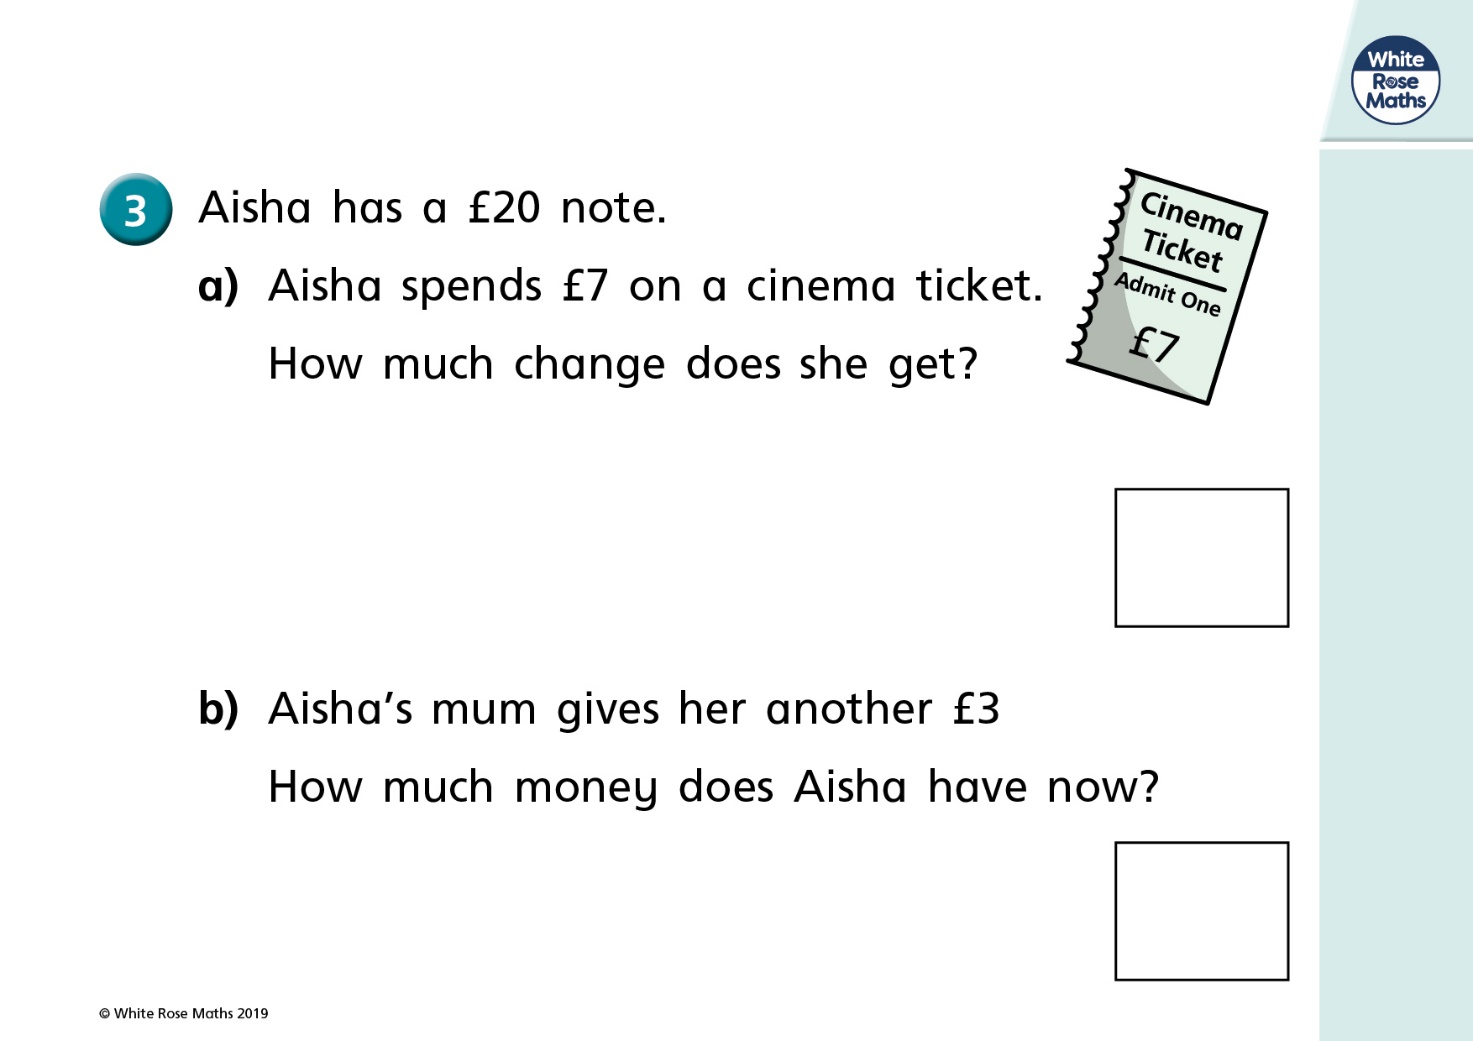 White
Rose
Maths
3 Aisha has a £20 note.
a) Aisha spends £7 on a cinema ticket.
How much change does she get?
Cinema
Ticket
Admit One
£7
b) Aisha’s mum gives her another £3
How much money does Aisha have now?
© White Rose Maths 2019